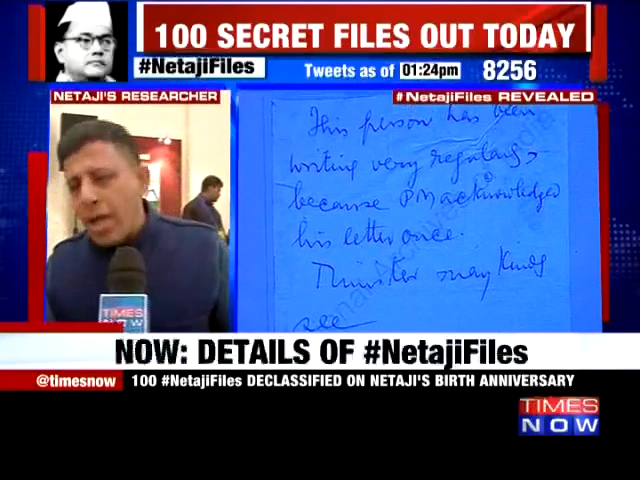 100 SECRET FILES OUT TODAY
#NetajiFiles
Tweets as of 01:24pm 8256
NETAJI'S RESEARCHER
#NetajiFiles REVEALED
This person has been
writing very regularly,
because PM acknowledged
his letter once.
Minister may kindly
see
TIMES
NOW
NOW: DETAILS OF #NetajiFiles
@timesnow 100 #NetajiFiles DECLASSIFIED ON NETAJI'S BIRTH ANNIVERSARY
TIMES
NOW